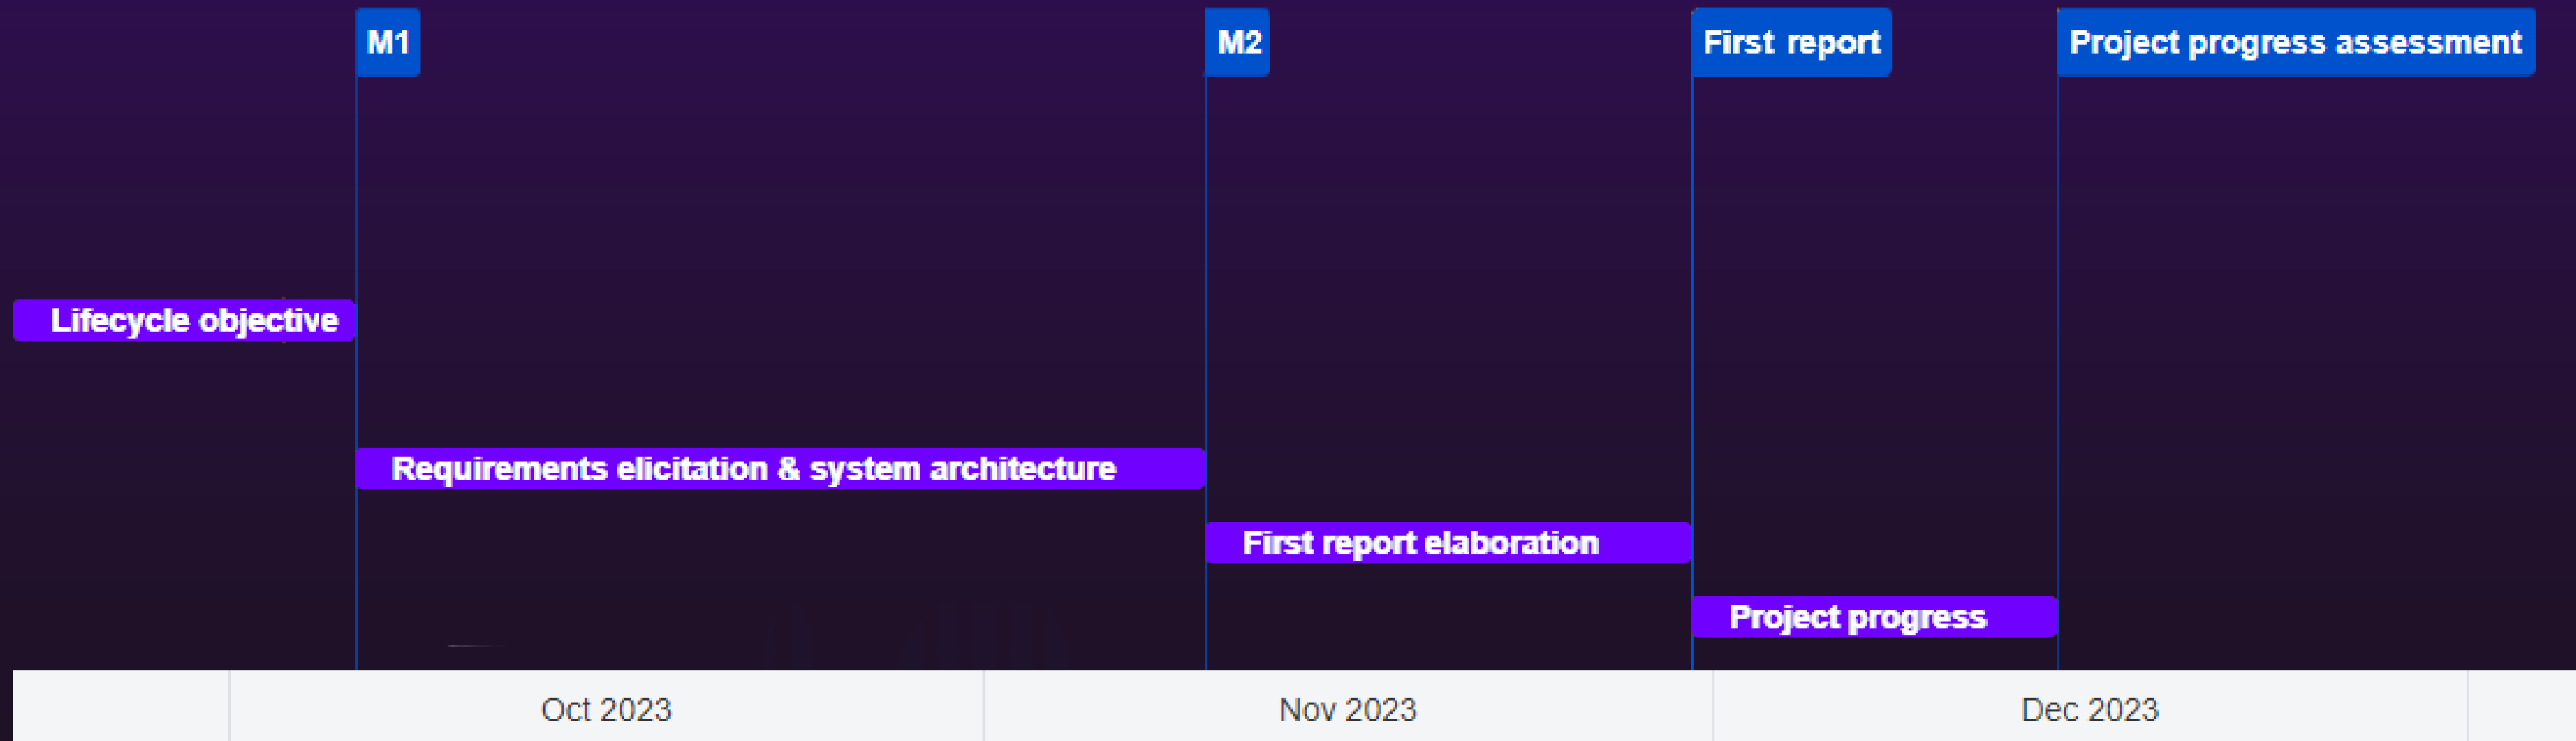 M1
M2
First report
Project progress assessment
Lifecycle objective
Requirements elicitation & system architecture
First report elaboration
Project progress
Oct 2023
Nov 2023
Dec 2023